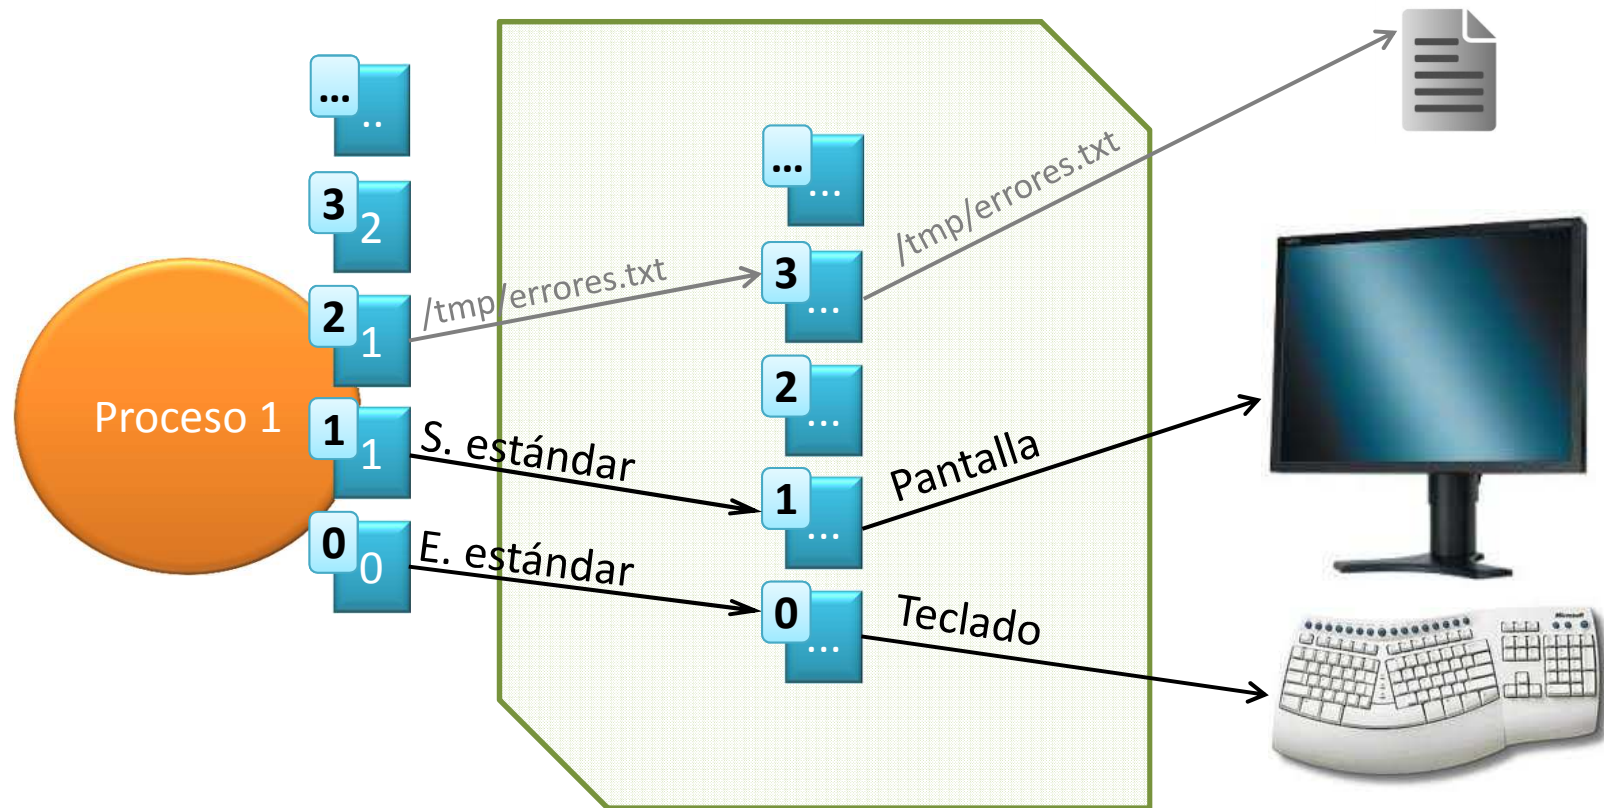 ...
..
3
2
2
1
Proceso 1
1
1
0
0
/tmp/errores.txt
S. estándar
E. estándar
...
...
3
...
2
...
1
...
0
...
/tmp/errores.txt
Pantalla
Teclado
Microsoft